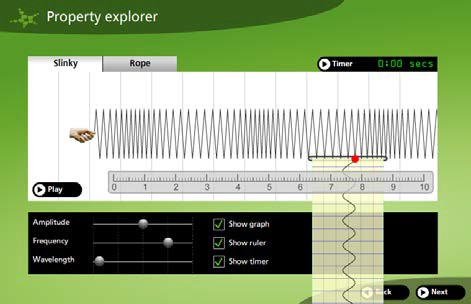 Property explorer
Slinky
Rope
Timer
0:00 secs
Play
0 1 2 3 4 5 6 7 8 9 10
Amplitude
Show graph
Frequency
Show ruler
Wavelength
Show timer
Back
Next